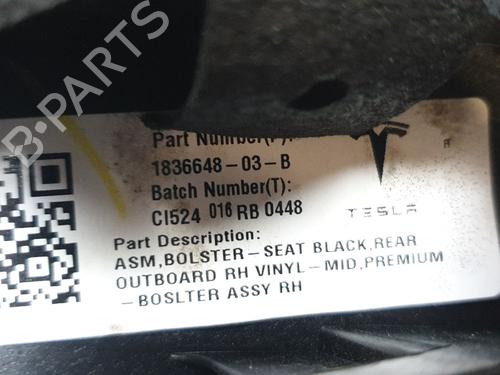 B-PARTS
Part Number(P):
1836648-03-B
Batch Number(T):
CI524 016 RB 0448
TESLA
Part Description:
ASM,BOLSTER-SEAT BLACK,REAR
OUTBOARD RH VINYL-MID,PREMIUM
-BOSLTER ASSY RH